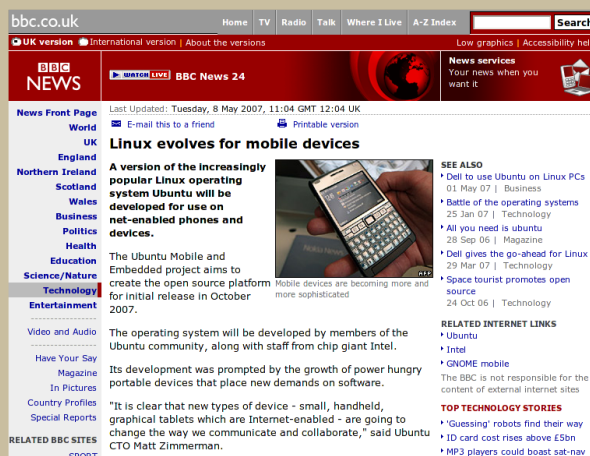 bbc.co.uk
Home TV Radio Talk Where I Live A-Z Index
UK version International version | About the versions
Low graphics | Accessibility
BBC
NEWS
WATCH LIVE BBC News 24
News services
Your news when you
want it
News Front Page
World
UK
England
Northern Ireland
Scotland
Wales
Business
Politics
Health
Education
Science/Nature
Technology
Entertainment
Video and Audio
Have Your Say
Magazine
In Pictures
Country Profiles
Special Reports
RELATED BBC SITES
SPORT
Last Updated: Tuesday, 8 May 2007, 11:04 GMT 12:04 UK
E-mail this to a friend Printable version
Linux evolves for mobile devices
A version of the increasingly
popular Linux operating
system Ubuntu will be
developed for use on
net-enabled phones and
devices.
The Ubuntu Mobile and
Embedded project aims to
create the open source platform
for initial release in October
2007.
AFP
Mobile devices are becoming more and
more sophisticated
The operating system will be developed by members of the
Ubuntu community, along with staff from chip giant Intel.
Its development was prompted by the growth of power hungry
portable devices that place new demands on software.
"It is clear that new types of device - small, handheld,
graphical tablets which are Internet-enabled - are going to
change the way we communicate and collaborate," said Ubuntu
CTO Matt Zimmerman.
SEE ALSO
Dell to use Ubuntu on Linux PCs
01 May 07 | Business
Battle of the operating systems
25 Jan 07 | Technology
All you need is ubuntu
28 Sep 06 | Magazine
Dell gives the go-ahead for Linux
29 Mar 07 | Technology
Space tourist promotes open
source
24 Oct 06 | Technology
RELATED INTERNET LINKS
Ubuntu
Intel
GNOME mobile
The BBC is not responsible for the
content of external internet sites
TOP TECHNOLOGY STORIES
'Guessing' robots find their way
ID card cost rises above £5bn
MP3 players could boast sat-nav